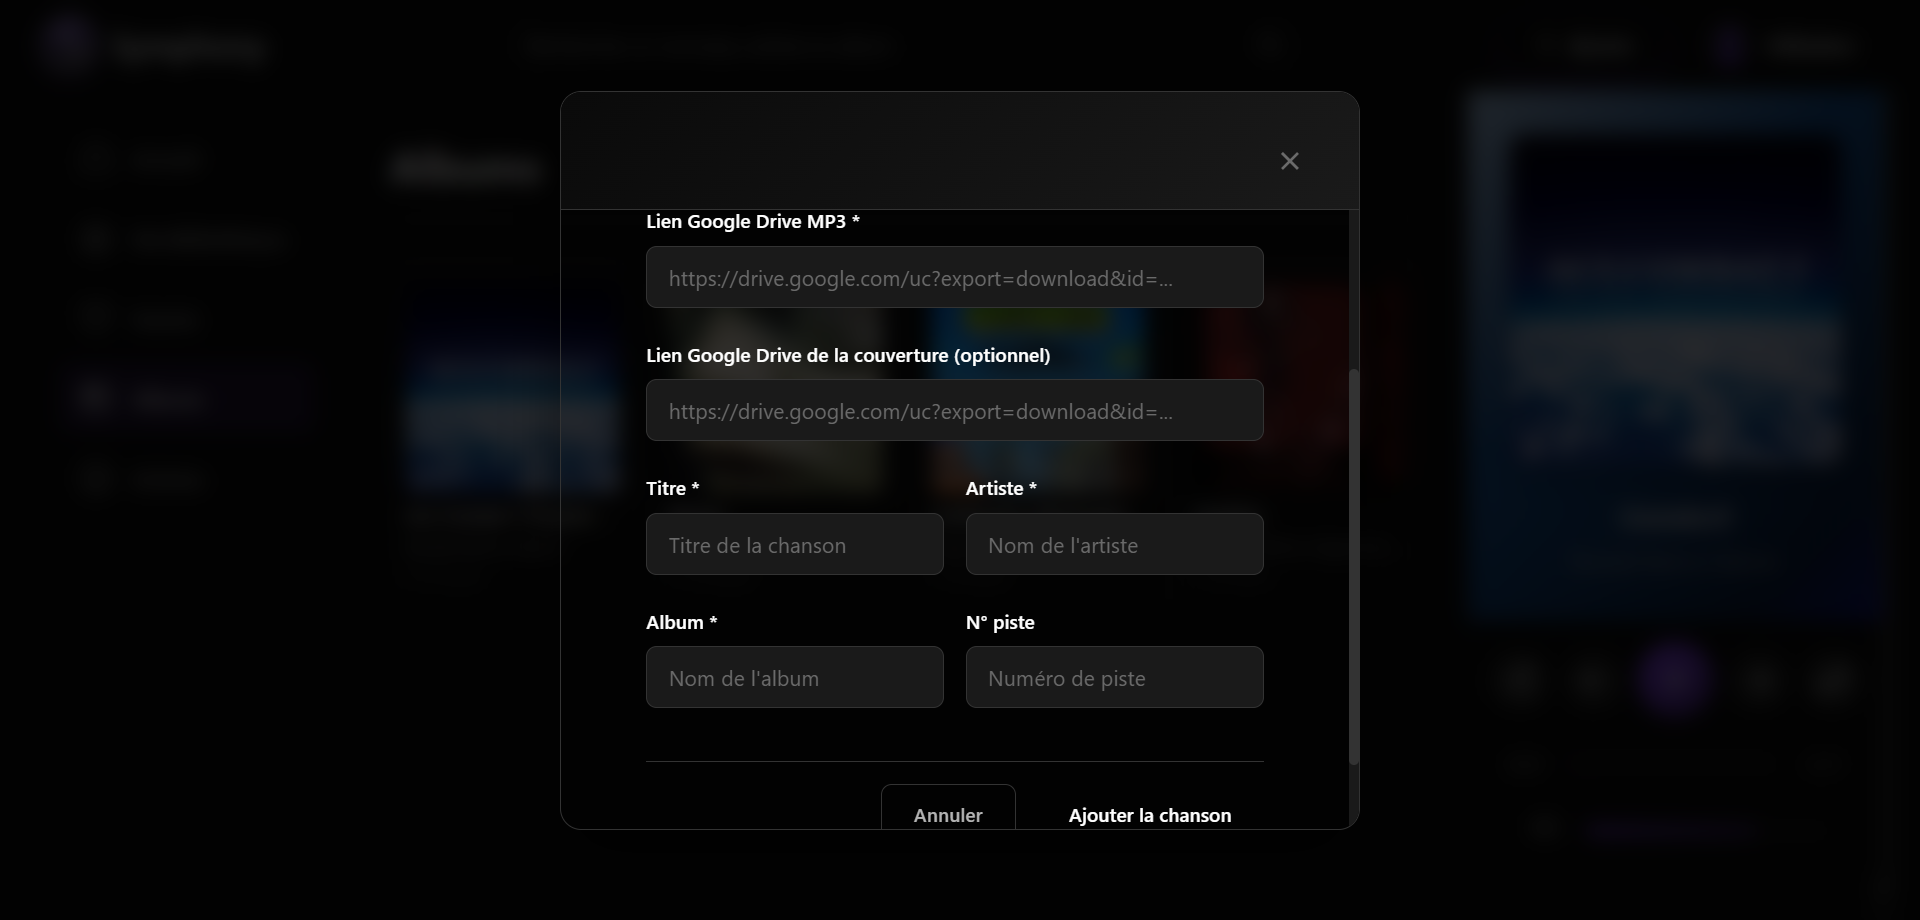 Lien Google Drive MP3 *
https://drive.google.com/uc?export=download&id=...
Lien Google Drive de la couverture (optionnel)
https://drive.google.com/uc?export=download&id=...
Titre *
Artiste *
Titre de la chanson
Nom de l'artiste
Album *
N° piste
Nom de l'album
Numéro de piste
Annuler
Ajouter la chanson